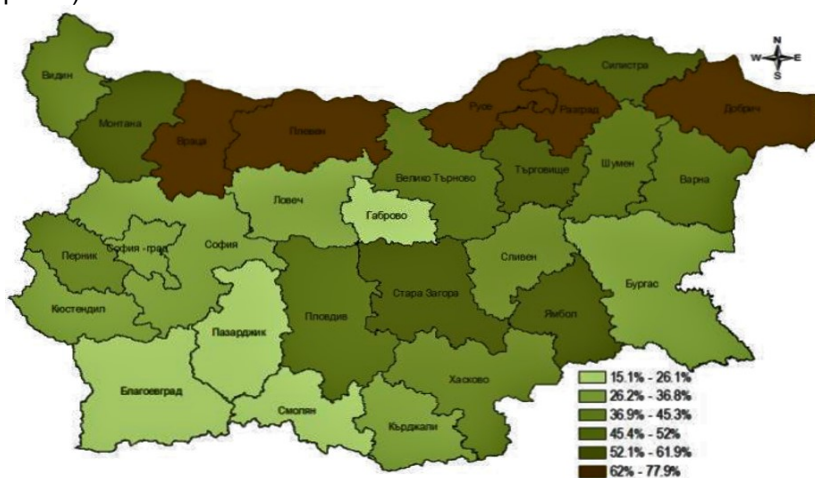 N
W E
S
Видин
Монтана
Враца
Плевен
Русе
Разград
Силистра
Добрич
Велико Търново
Търговище
Шумен
Варна
Ловеч
Габрово
София -град
София
Перник
Кюстендил
Пазарджик
Пловдив
Стара Загора
Сливен
Ямбол
Бургас
Благоевград
Смолян
Кърджали
Хасково
15.1% - 26.1%
26.2% - 36.8%
36.9% - 45.3%
45.4% - 52%
52.1% - 61.9%
62% - 77.9%